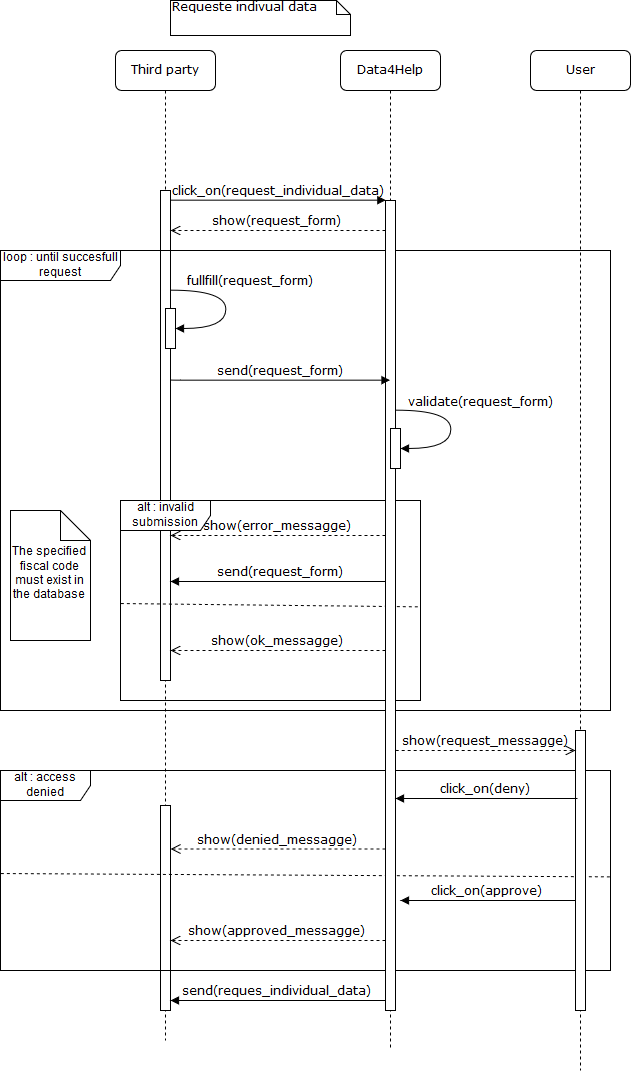 Requeste indivual data
Third party
Data4Help
User
click_on(request_individual_data)
show(request_form)
loop : until succesfull
request
fullfill(request_form)
send(request_form)
validate(request_form)
alt : invalid
submission
show(error_messagge)
The specified
fiscal code
must exist in
the database
send(request_form)
show(ok_messagge)
show(request_messagge)
alt : access
denied
click_on(deny)
show(denied_messagge)
click_on(approve)
show(approved_messagge)
send(reques_individual_data)